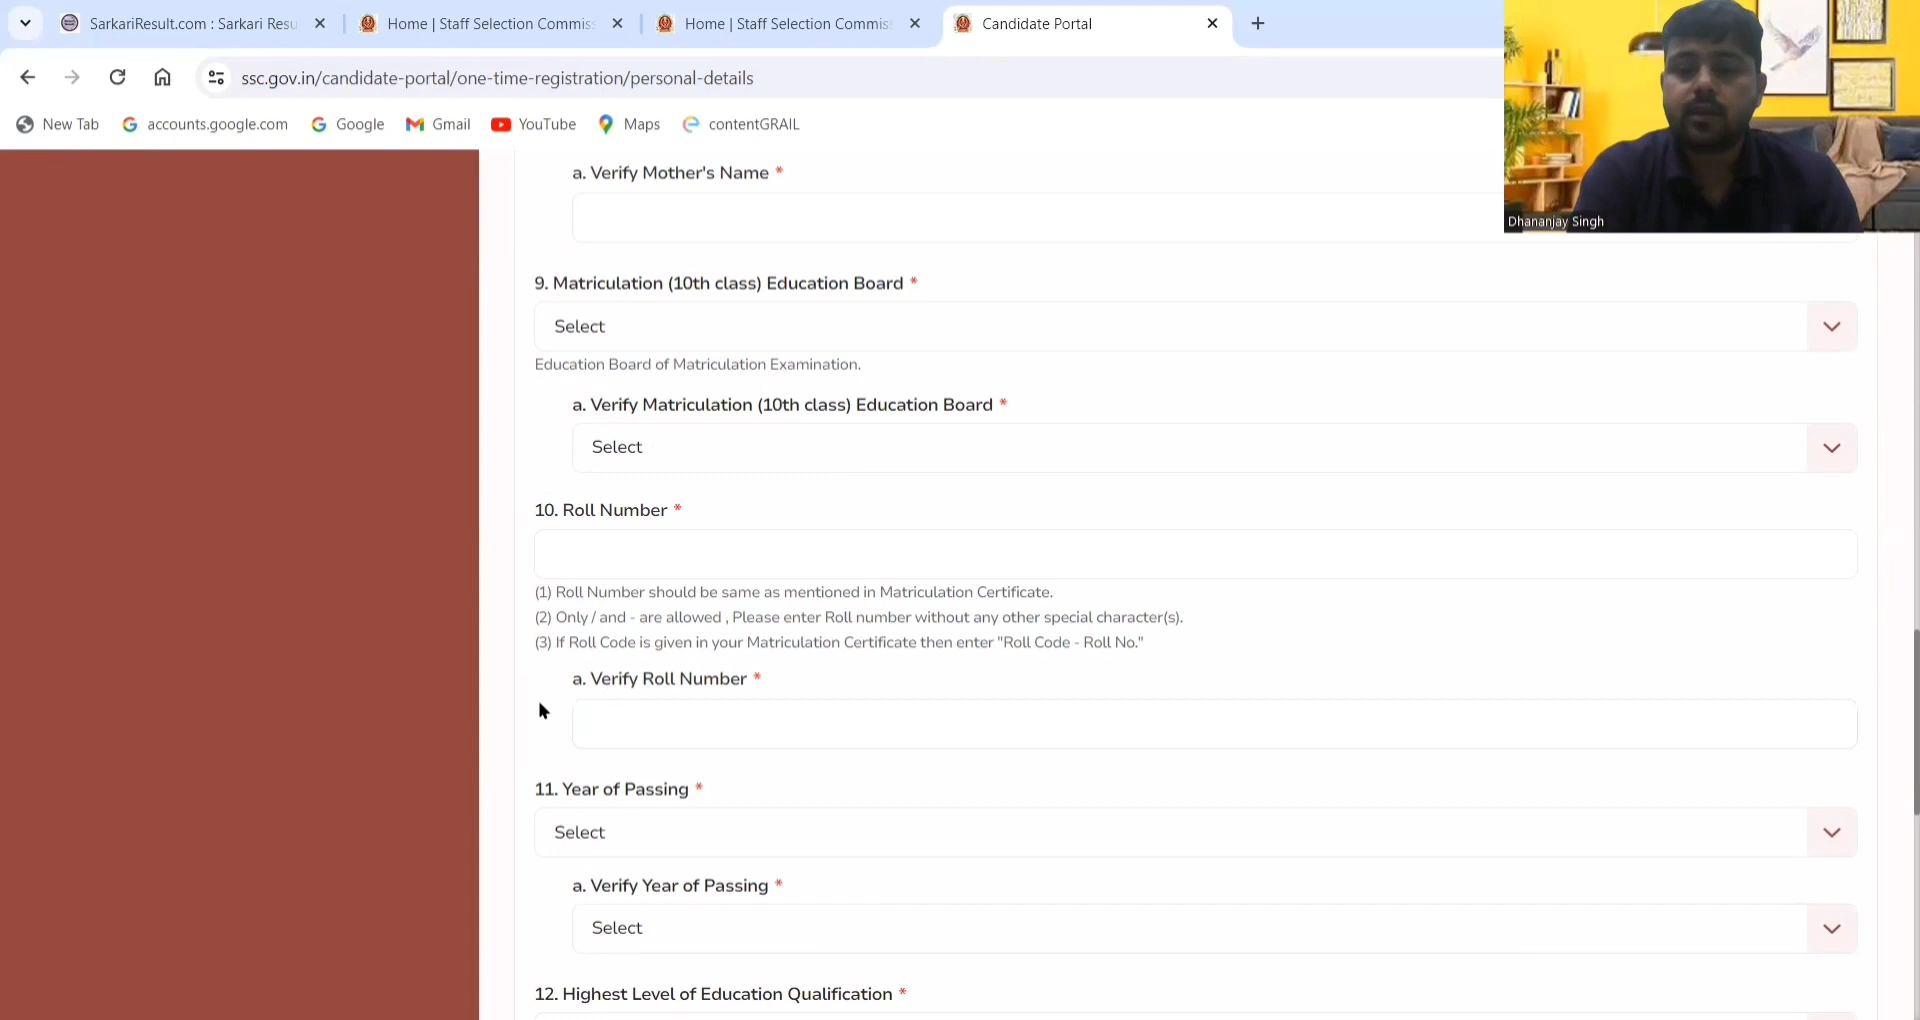 SarkariResult.com : Sarkari Resu
Home | Staff Selection Commiss
Home | Staff Selection Commiss
Candidate Portal
ssc.gov.in/candidate-portal/one-time-registration/personal-details
New Tab
accounts.google.com
Google
Gmail
YouTube
Maps
contentGRAIL
Dhananjay Singh
a. Verify Mother's Name *
9. Matriculation (10th class) Education Board *
Select
Education Board of Matriculation Examination.
a. Verify Matriculation (10th class) Education Board *
Select
10. Roll Number *
(1) Roll Number should be same as mentioned in Matriculation Certificate.
(2) Only / and - are allowed , Please enter Roll number without any other special character(s).
(3) If Roll Code is given in your Matriculation Certificate then enter "Roll Code - Roll No."
a. Verify Roll Number *
11. Year of Passing *
Select
a. Verify Year of Passing *
Select
12. Highest Level of Education Qualification *